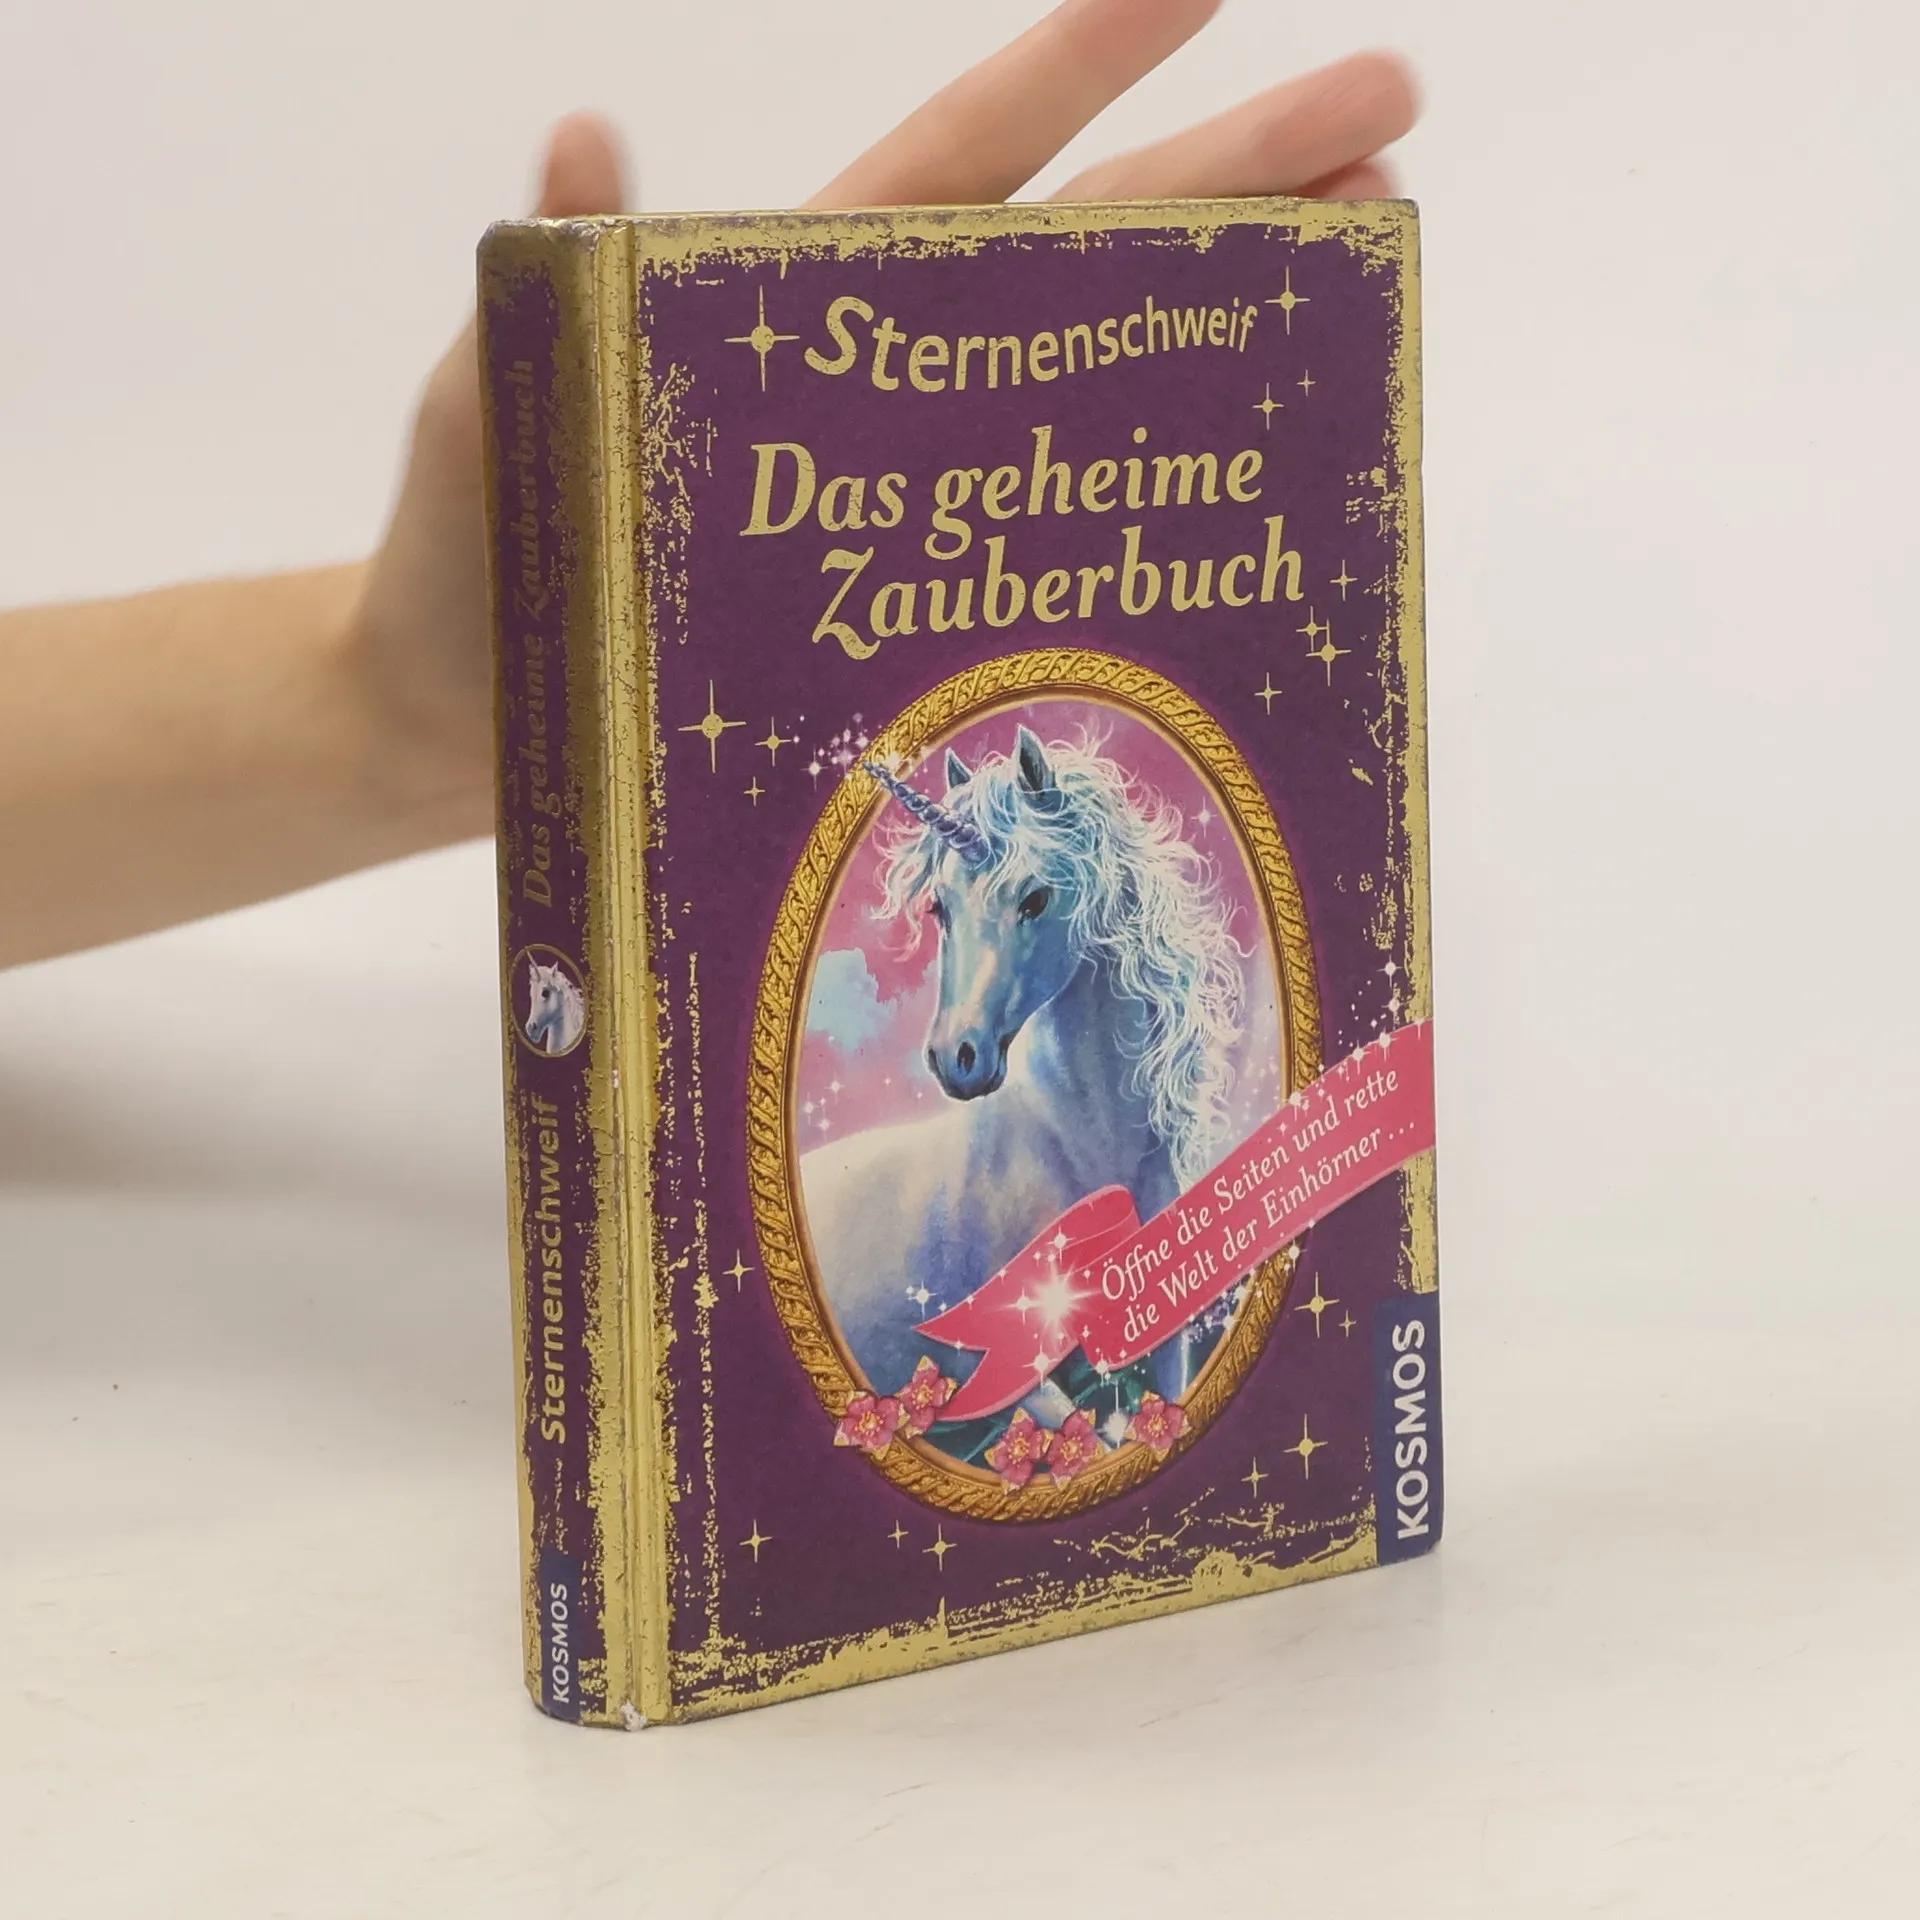 Sternenschweif
Das geheime
Zauberbuch
Öffne die Seiten und rette
die Welt der Einhörner ...
KOSMOS
Das geheime Zauberbuch
Sternenschweif
KOSMOS